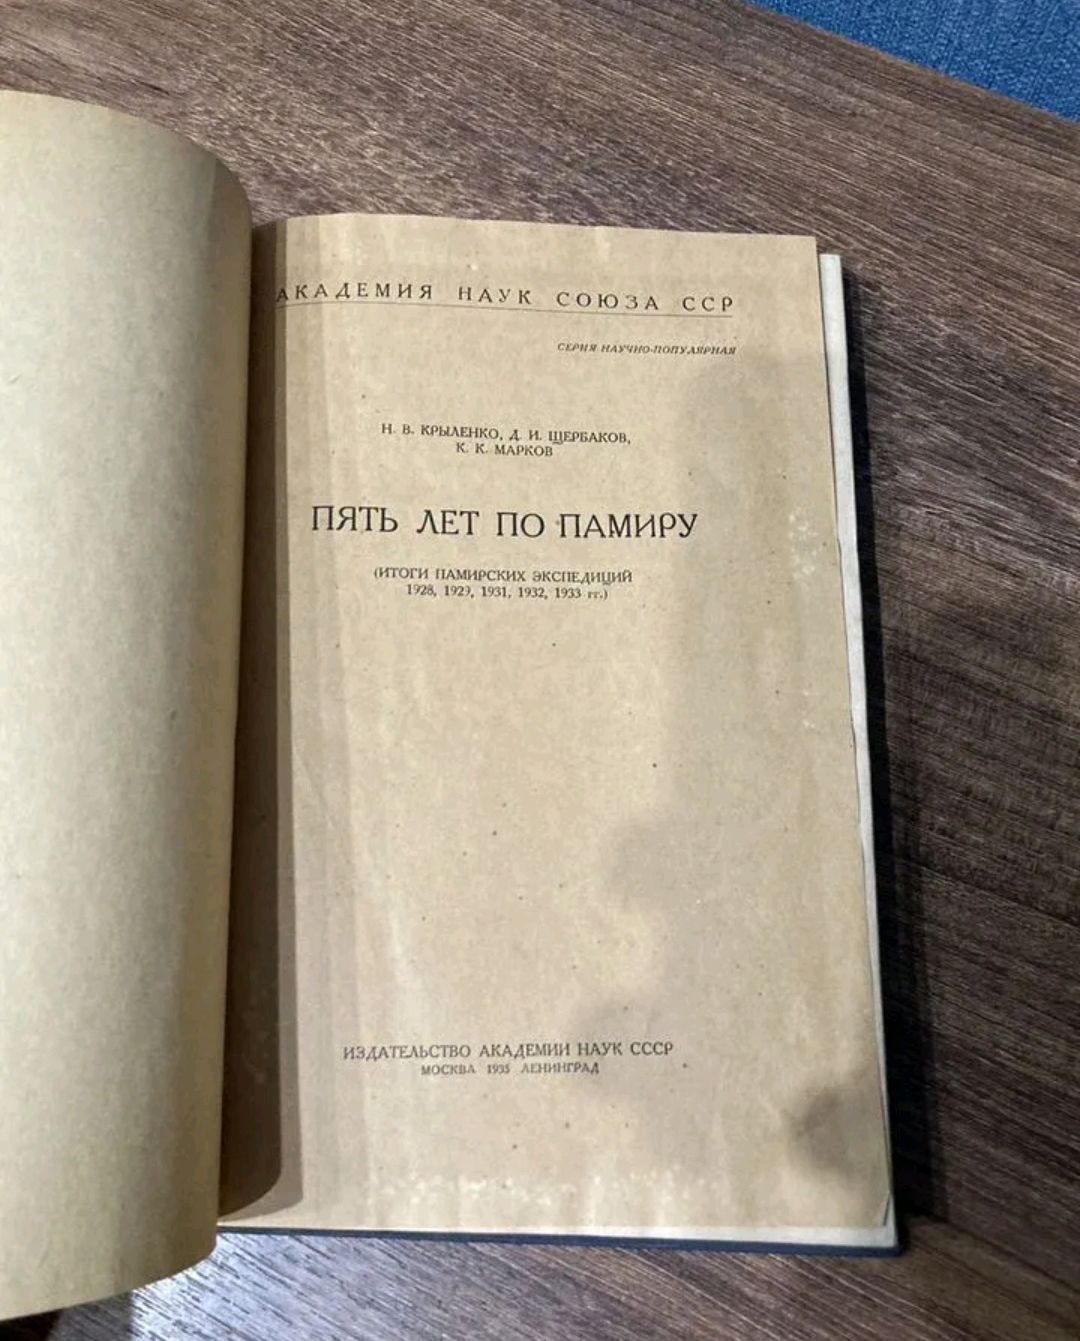 АКАДЕМИЯ НАУК СОЮЗА ССР
СЕРИЯ НАУЧНО-ПОПУЛЯРНАЯ
Н. В. КРЫЛЕНКО, Д. И. ЩЕРБАКОВ,
К. К. МАРКОВ
ПЯТЬ ЛЕТ ПО ПАМИРУ
(ИТОГИ ПАМИРСКИХ ЭКСПЕДИЦИЙ
1928, 1929, 1931, 1932, 1933 гг.)
ИЗДАТЕЛЬСТВО АКАДЕМИИ НАУК СССР
МОСКВА 1935 ЛЕНИНГРАД